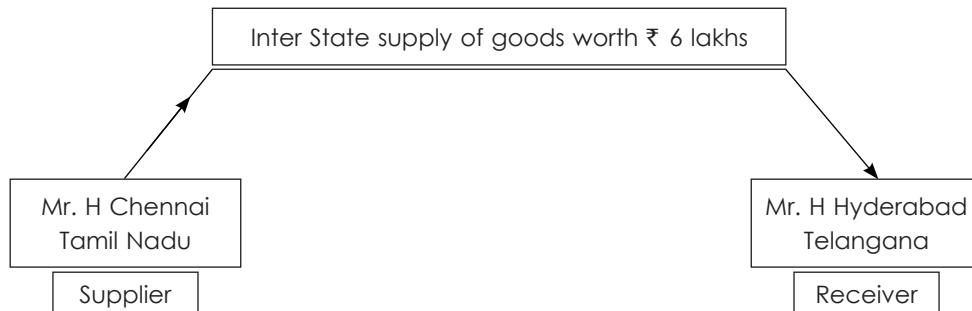 Inter State supply of goods worth ₹ 6 lakhs
Mr. H Chennai
Tamil Nadu
Supplier
Mr. H Hyderabad
Telangana
Receiver